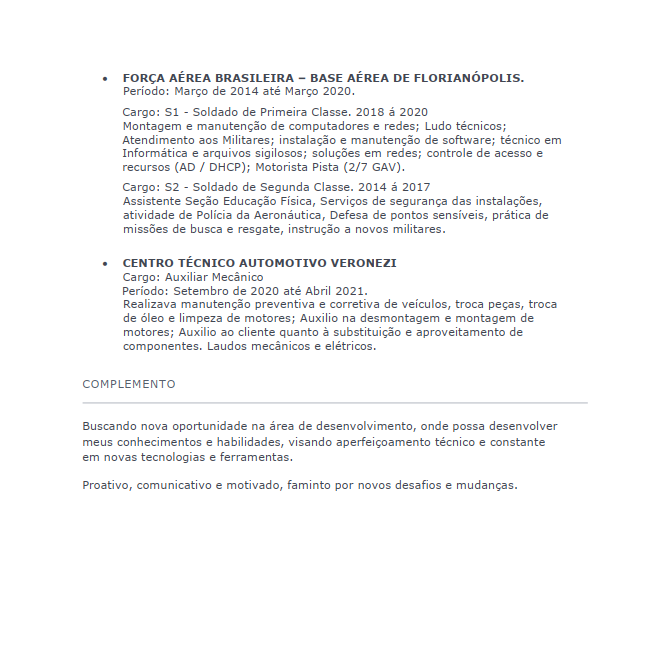 • FORÇA AÉREA BRASILEIRA – BASE AÉREA DE FLORIANÓPOLIS.
Período: Março de 2014 até Março 2020.
Cargo: S1 - Soldado de Primeira Classe. 2018 á 2020
Montagem e manutenção de computadores e redes; Ludo técnicos;
Atendimento aos Militares; instalação e manutenção de software; técnico em
Informática e arquivos sigilosos; soluções em redes; controle de acesso e
recursos (AD / DHCP); Motorista Pista (2/7 GAV).
Cargo: S2 - Soldado de Segunda Classe. 2014 á 2017
Assistente Seção Educação Física, Serviços de segurança das instalações,
atividade de Polícia da Aeronáutica, Defesa de pontos sensíveis, prática de
missões de busca e resgate, instrução a novos militares.
• CENTRO TÉCNICO AUTOMOTIVO VERONEZI
Cargo: Auxiliar Mecânico
Período: Setembro de 2020 até Abril 2021.
Realizava manutenção preventiva e corretiva de veículos, troca peças, troca
de óleo e limpeza de motores; Auxilio na desmontagem e montagem de
motores; Auxilio ao cliente quanto à substituição e aproveitamento de
componentes. Laudos mecânicos e elétricos.
COMPLEMENTO
Buscando nova oportunidade na área de desenvolvimento, onde possa desenvolver
meus conhecimentos e habilidades, visando aperfeiçoamento técnico e constante
em novas tecnologias e ferramentas.
Proativo, comunicativo e motivado, faminto por novos desafios e mudanças.